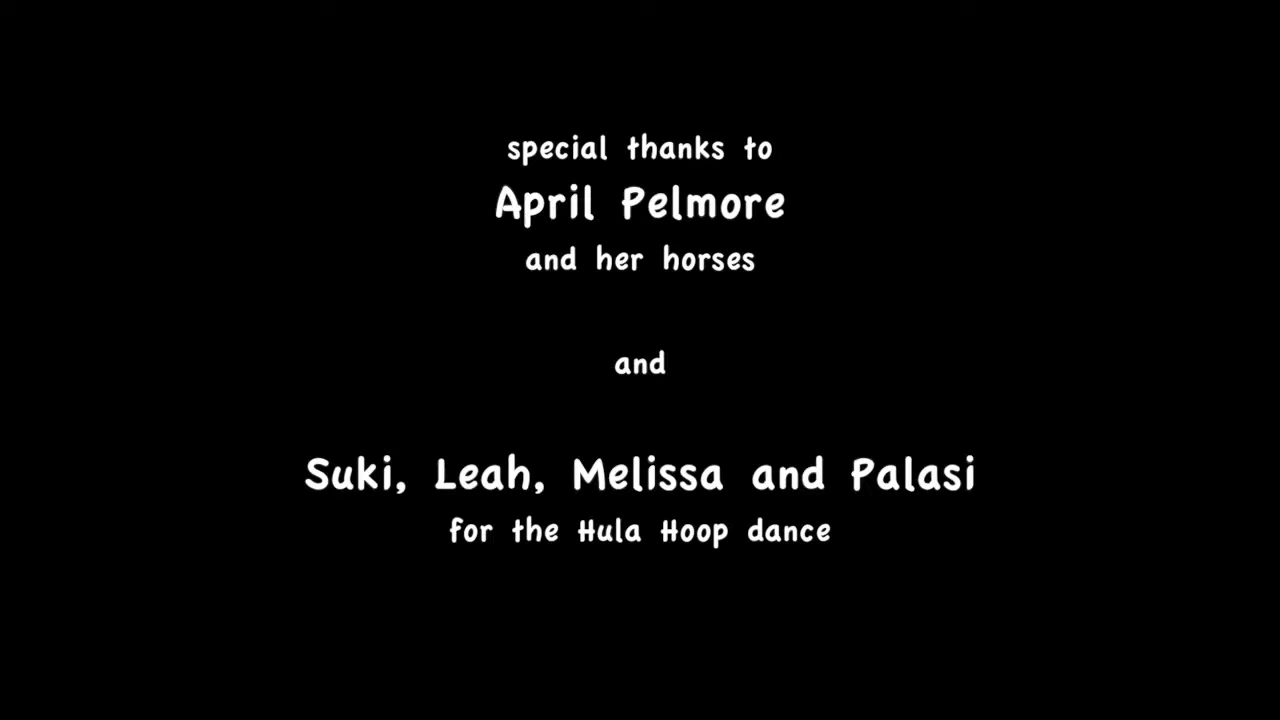 special thanks to
April Pelmore
and her horses
and
Suki, Leah, Melissa and Palasi
for the Hula Hoop dance